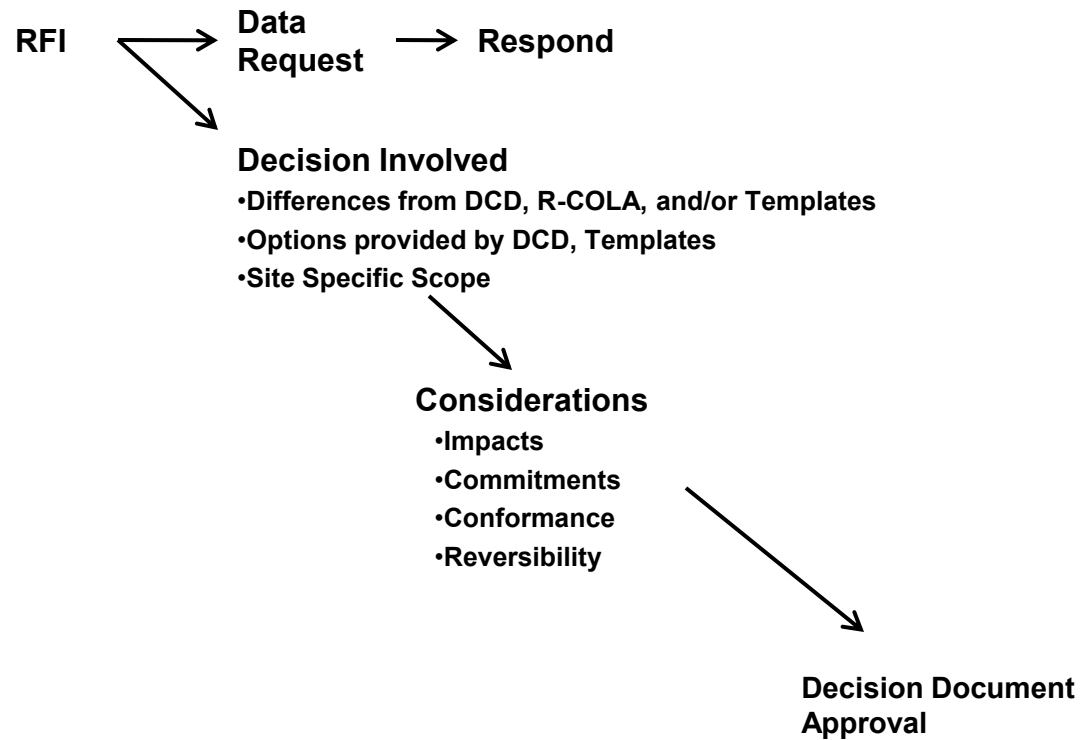 RFI
Data
Request
Respond
Decision Involved
•Differences from DCD, R-COLA, and/or Templates
•Options provided by DCD, Templates
•Site Specific Scope
Considerations
•Impacts
•Commitments
•Conformance
•Reversibility
Decision Document
Approval